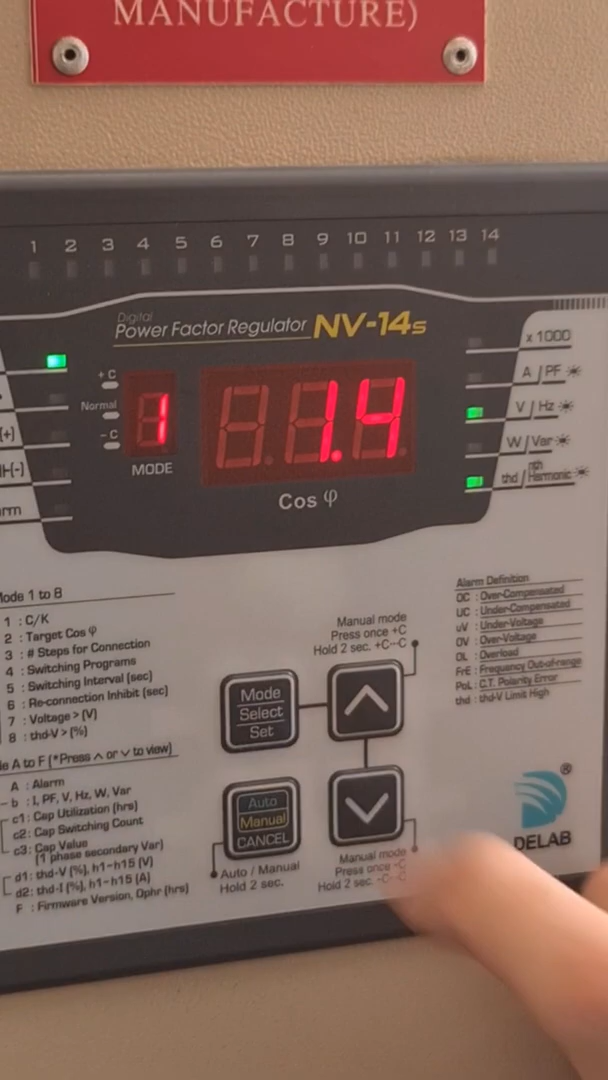 MANUFACTURE)
1 2 3 4 5 6 7 8 9 10 11 12 13 14
Digital
Power Factor Regulator NV-14s
x 1000
+ C
A / PF
Normal
V / Hz
[+)
- C
W / Var
H(-)
nth
thd / Harmonic
rm
1
1.4
MODE
Cos φ
Mode 1 to 8
1 : C/K
2 : Target Cos φ
3 : # Steps for Connection
4 : Switching Programs
5 : Switching Interval (sec)
6 : Re-connection Inhibit (sec)
7 : Voltage > (V)
8 : thd-V > (%)
A to F (*Press ∧ or ∨ to view)
A : Alarm
b : I, PF, V, Hz, W, Var
c1: Cap Utilization (hrs)
c2: Cap Switching Count
c3: Cap Value
(1 phase secondary Var)
d1: thd-V (%), h1-h15 (V)
d2: thd-I (%), h1-h15 (A)
F : Firmware Version, Ophr (hrs)
Manual mode
Press once +C
Hold 2 sec. +C--C
Mode
Select
Set
Auto
Manual
CANCEL
Auto / Manual
Hold 2 sec.
Manual mode
Press once -C
Hold 2 sec. -C--C
Alarm Definition
OC : Over-Compensated
UC : Under-Compensated
uV : Under-Voltage
OV : Over-Voltage
OL : Overload
FrE : Frequency Out-of-range
PoL : C.T. Polarity Error
thd : thd-V Limit High
®
DELAB